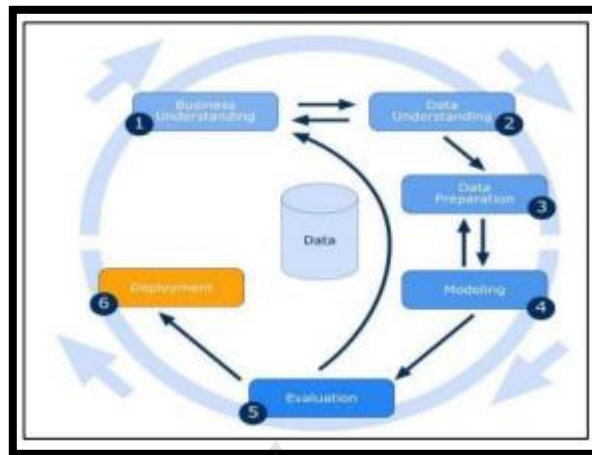 Business
Understanding
1
Data
Understanding
2
Data
Preparation
3
Data
Deployment
6
Modeling
4
Evaluation
5